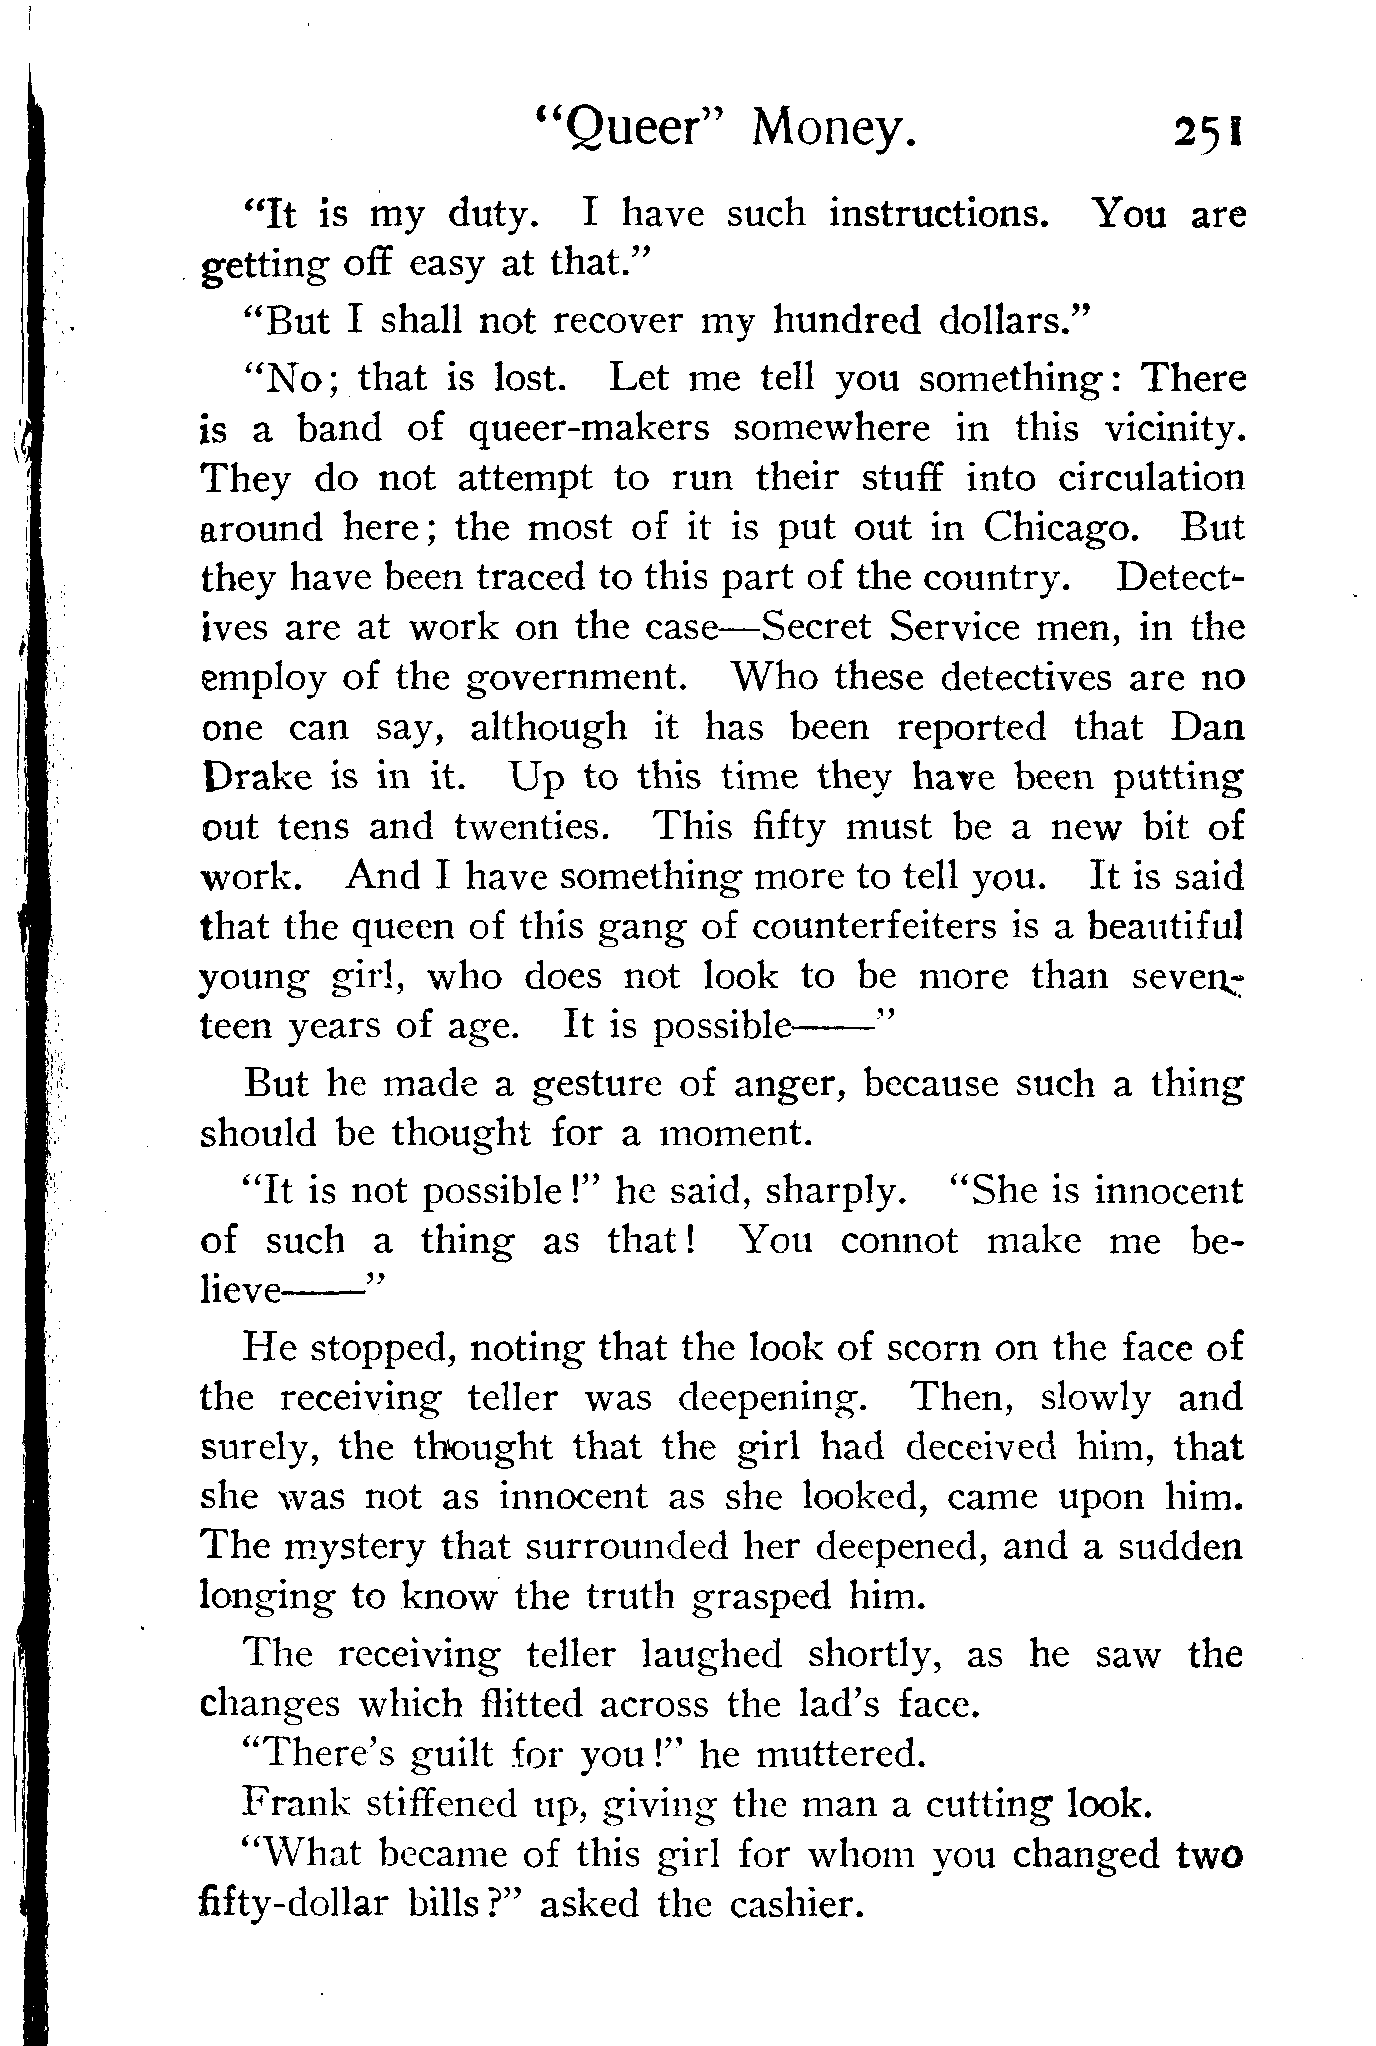 "Queer" Money. 251
"It is my duty. I have such instructions. You are
getting off easy at that."
"But I shall not recover my hundred dollars."
"No; that is lost. Let me tell you something: There
is a band of queer-makers somewhere in this vicinity.
They do not attempt to run their stuff into circulation
around here; the most of it is put out in Chicago. But
they have been traced to this part of the country. Detect-
ives are at work on the case—Secret Service men, in the
employ of the government. Who these detectives are no
one can say, although it has been reported that Dan
Drake is in it. Up to this time they have been putting
out tens and twenties. This fifty must be a new bit of
work. And I have something more to tell you. It is said
that the queen of this gang of counterfeiters is a beautiful
young girl, who does not look to be more than seven-
teen years of age. It is possible——"
But he made a gesture of anger, because such a thing
should be thought for a moment.
"It is not possible!" he said, sharply. "She is innocent
of such a thing as that! You connot make me be-
lieve——"
He stopped, noting that the look of scorn on the face of
the receiving teller was deepening. Then, slowly and
surely, the thought that the girl had deceived him, that
she was not as innocent as she looked, came upon him.
The mystery that surrounded her deepened, and a sudden
longing to know the truth grasped him.
The receiving teller laughed shortly, as he saw the
changes which flitted across the lad's face.
"There's guilt for you!" he muttered.
Frank stiffened up, giving the man a cutting look.
"What became of this girl for whom you changed two
fifty-dollar bills?" asked the cashier.